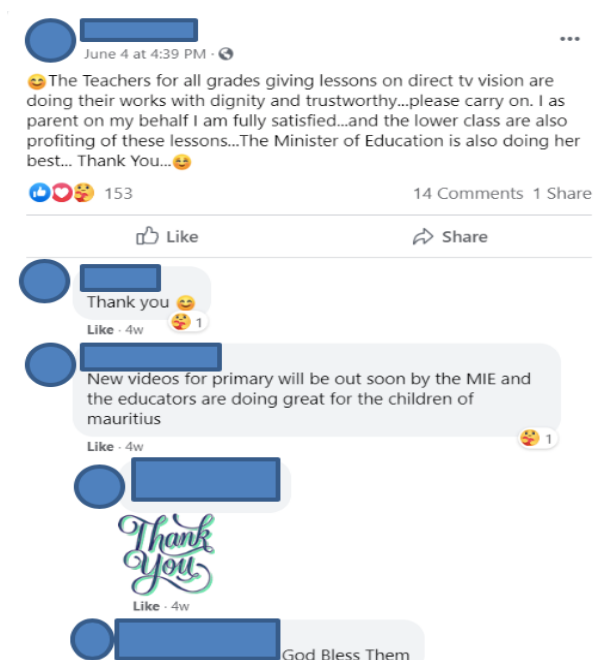 June 4 at 4:39 PM ·
😊The Teachers for all grades giving lessons on direct tv vision are
doing their works with dignity and trustworthy...please carry on. I as
parent on my behalf I am fully satisfied...and the lower class are also
profiting of these lessons...The Minister of Education is also doing her
best... Thank You...😊
153 14 Comments 1 Share
Like Share
Thank you 😊
1
Like · 4w
New videos for primary will be out soon by the MIE and
the educators are doing great for the children of
mauritius
1
Like · 4w
Thank
You
Like · 4w
God Bless Them